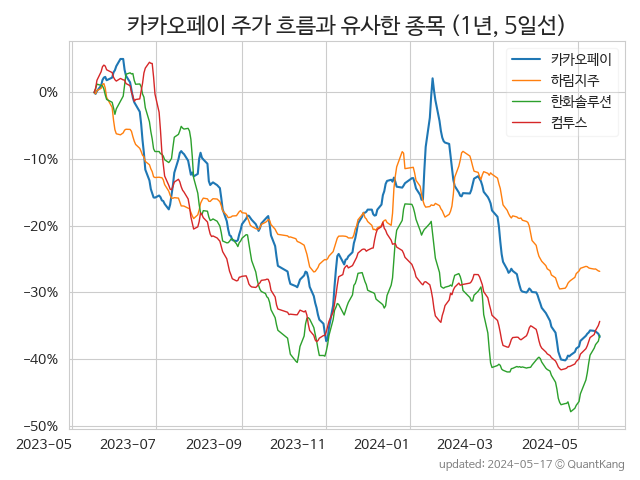 카카오페이 주가 흐름과 유사한 종목 (1년, 5일선)
카카오페이
하림지주
한화솔루션
컴투스
0%
−10%
−20%
−30%
−40%
−50%
2023-05 2023-07 2023-09 2023-11 2024-01 2024-03 2024-05
updated: 2024-05-17 © QuantKang